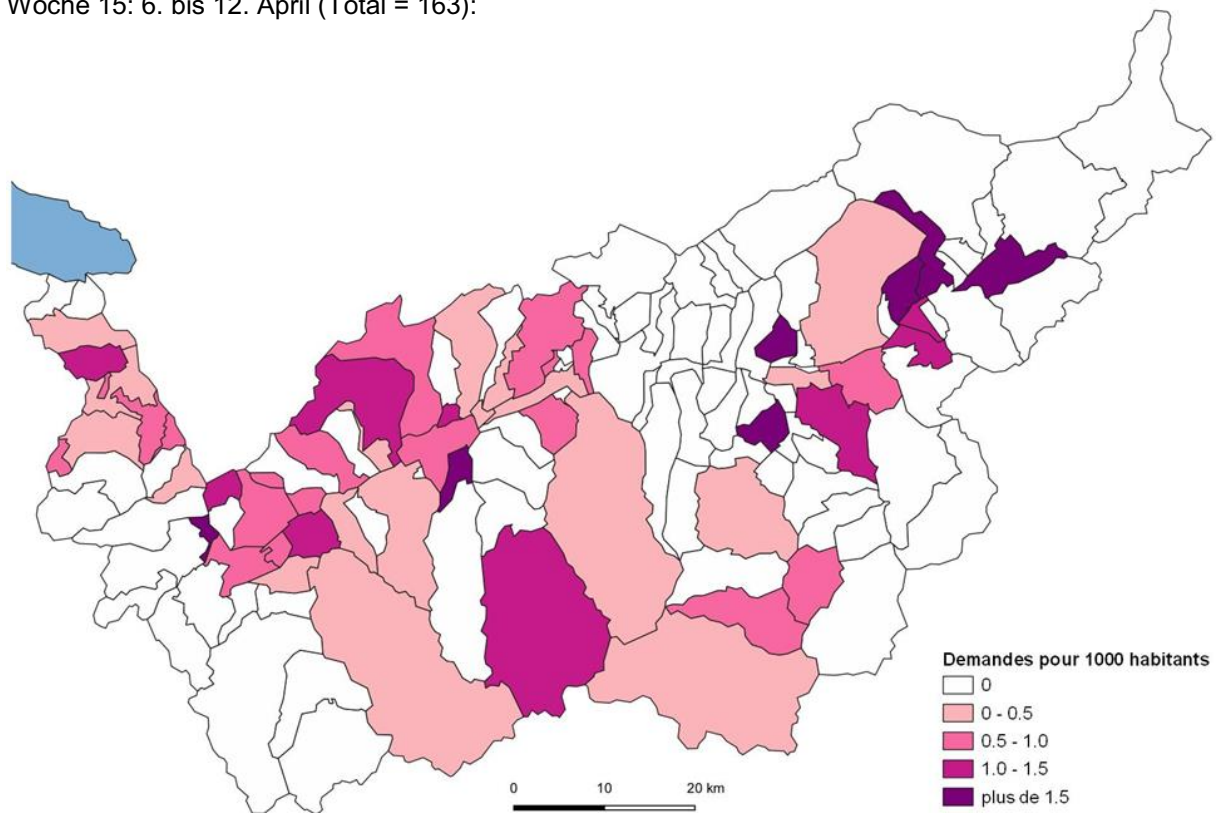 Woche 15: 6. bis 12. April (Total = 163):
Demandes pour 1000 habitants
0
0 - 0.5
0.5 - 1.0
1.0 - 1.5
plus de 1.5
0 10 20 km